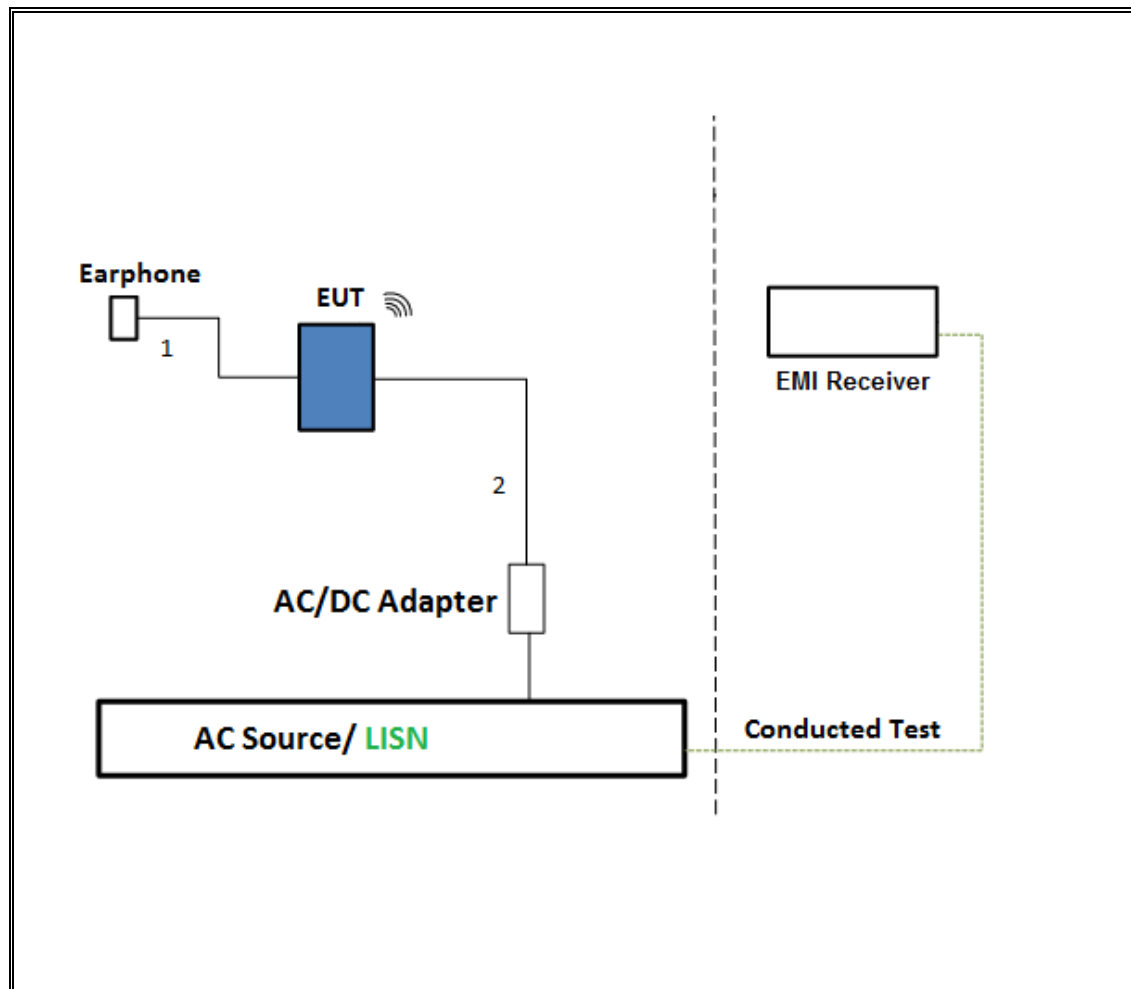 Earphone
1
EUT
EMI Receiver
2
AC/DC Adapter
AC Source/ LISN
Conducted Test